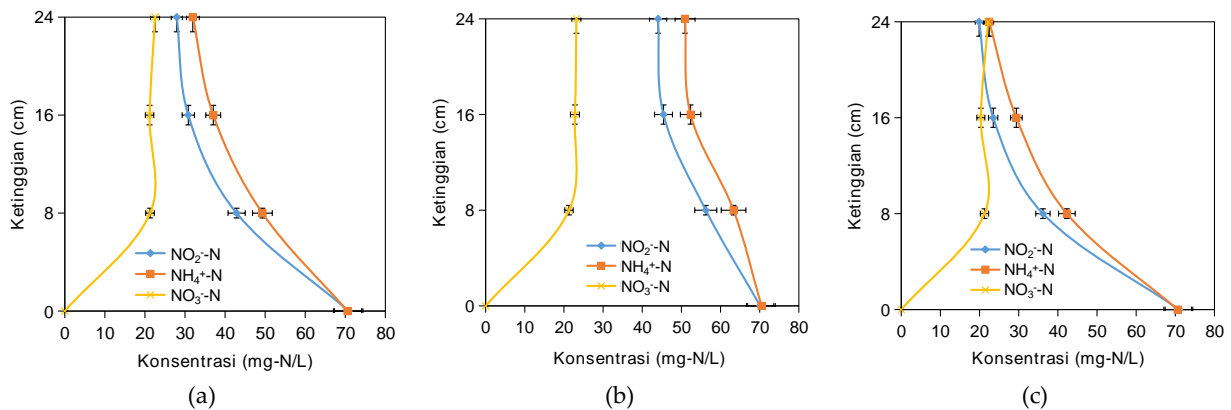 24
16
8
0
Ketinggian (cm)
NO₂⁻-N
NH₄⁺-N
NO₃⁻-N
0 10 20 30 40 50 60 70 80
Konsentrasi (mg-N/L)
(a)
24
16
8
0
Ketinggian (cm)
NO₂⁻-N
NH₄⁺-N
NO₃⁻-N
0 10 20 30 40 50 60 70 80
Konsentrasi (mg-N/L)
(b)
24
16
8
0
Ketinggian (cm)
NO₂⁻-N
NH₄⁺-N
NO₃⁻-N
0 10 20 30 40 50 60 70 80
Konsentrasi (mg-N/L)
(c)